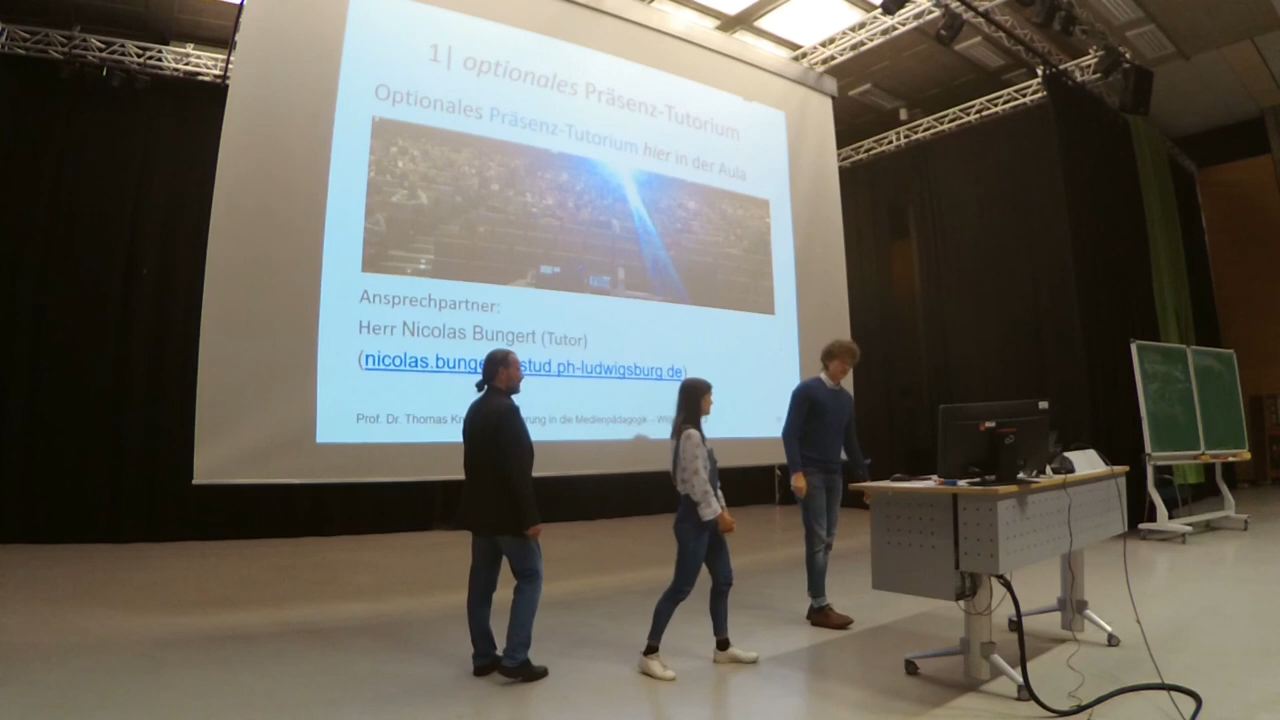 1| optionales Präsenz-Tutorium
Optionales Präsenz-Tutorium hier in der Aula
Ansprechpartner:
Herr Nicolas Bungert (Tutor)
(nicolas.bunge stud.ph-ludwigsburg.de)
Prof. Dr. Thomas in die Medienpädagogik –